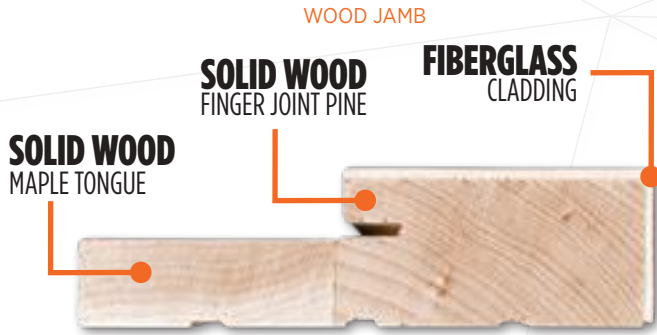 WOOD JAMB
SOLID WOOD
FINGER JOINT PINE
FIBERGLASS
CLADDING
SOLID WOOD
MAPLE TONGUE